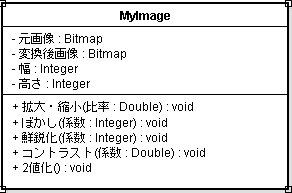 MyImage
- 元画像 : Bitmap
- 変換後画像 : Bitmap
- 幅 : Integer
- 高さ : Integer
+ 拡大・縮小(比率 : Double) : void
+ ぼかし(係数 : Integer) : void
+ 鮮鋭化(係数 : Integer) : void
+ コントラスト(係数 : Double) : void
+ 2値化() : void